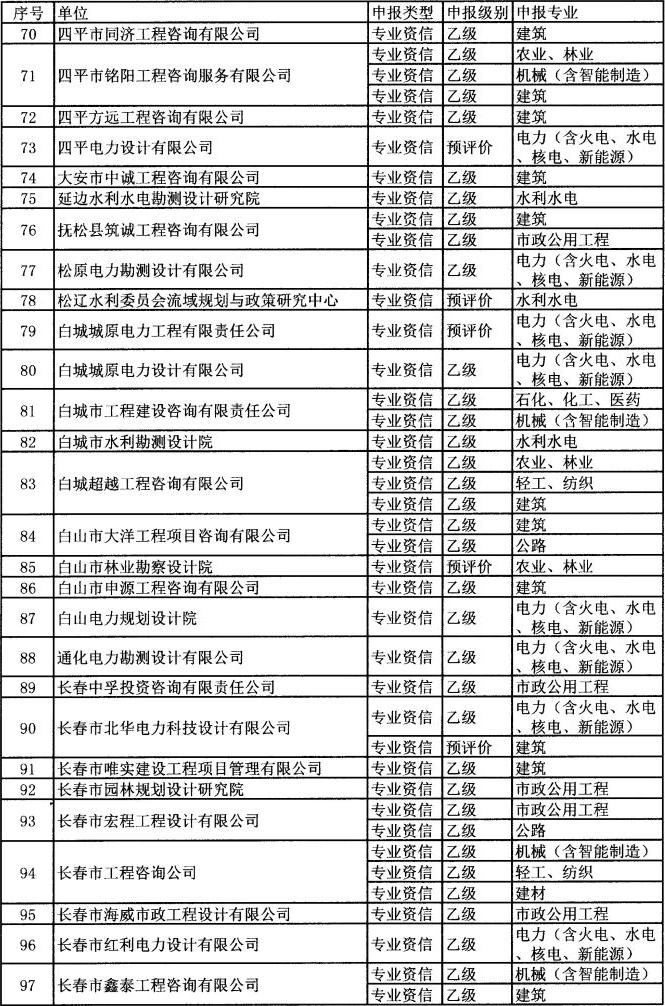 序号 单位 申报类型 申报级别 申报专业
70 四平市同济工程咨询有限公司 专业资信 乙级 建筑
专业资信 乙级 农业、林业
71 四平市铭阳工程咨询服务有限公司 专业资信 乙级 机械（含智能制造）
专业资信 乙级 建筑
72 四平方远工程咨询有限公司 专业资信 乙级 建筑
73 四平电力设计有限公司 专业资信 预评价 电力（含火电、水电
、核电、新能源）
74 大安市中诚工程咨询有限公司 专业资信 乙级 建筑
75 延边水利水电勘测设计研究院 专业资信 乙级 水利水电
76 抚松县筑诚工程咨询有限公司 专业资信 乙级 建筑
专业资信 乙级 市政公用工程
77 松原电力勘测设计有限公司 专业资信 乙级 电力（含火电、水电
、核电、新能源）
78 松辽水利委员会流域规划与政策研究中心 专业资信 预评价 水利水电
79 白城城原电力工程有限责任公司 专业资信 预评价 电力（含火电、水电
、核电、新能源）
80 白城城原电力设计有限公司 专业资信 乙级 电力（含火电、水电
、核电、新能源）
81 白城市工程建设咨询有限责任公司 专业资信 乙级 石化、化工、医药
专业资信 乙级 机械（含智能制造）
82 白城市水利勘测设计院 专业资信 乙级 水利水电
专业资信 乙级 农业、林业
83 白城超越工程咨询有限公司 专业资信 乙级 轻工、纺织
专业资信 乙级 建筑
84 白山市大洋工程项目咨询有限公司 专业资信 乙级 建筑
专业资信 乙级 公路
85 白山市林业勘察设计院 专业资信 预评价 农业、林业
86 白山市申源工程咨询有限公司 专业资信 乙级 建筑
87 白山电力规划设计院 专业资信 乙级 电力（含火电、水电
、核电、新能源）
88 通化电力勘测设计有限公司 专业资信 乙级 电力（含火电、水电
、核电、新能源）
89 长春中孚投资咨询有限责任公司 专业资信 乙级 市政公用工程
90 长春市北华电力科技设计有限公司 专业资信 乙级 电力（含火电、水电
、核电、新能源）
专业资信 预评价 建筑
91 长春市唯实建设工程项目管理有限公司 专业资信 乙级 建筑
92 长春市园林规划设计研究院 专业资信 乙级 市政公用工程
93 长春市宏程工程设计有限公司 专业资信 乙级 市政公用工程
专业资信 乙级 公路
专业资信 乙级 机械（含智能制造）
94 长春市工程咨询公司 专业资信 乙级 轻工、纺织
专业资信 乙级 建材
95 长春市海威市政工程设计有限公司 专业资信 乙级 市政公用工程
96 长春市红利电力设计有限公司 专业资信 乙级 电力（含火电、水电
、核电、新能源）
97 长春市鑫泰工程咨询有限公司 专业资信 乙级 机械（含智能制造）
专业资信 乙级 建筑